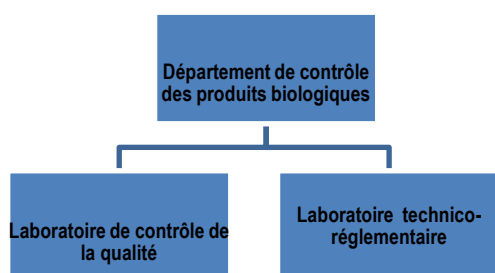 Département de contrôle
des produits biologiques
Laboratoire de contrôle de
la qualité
Laboratoire technico-
réglementaire